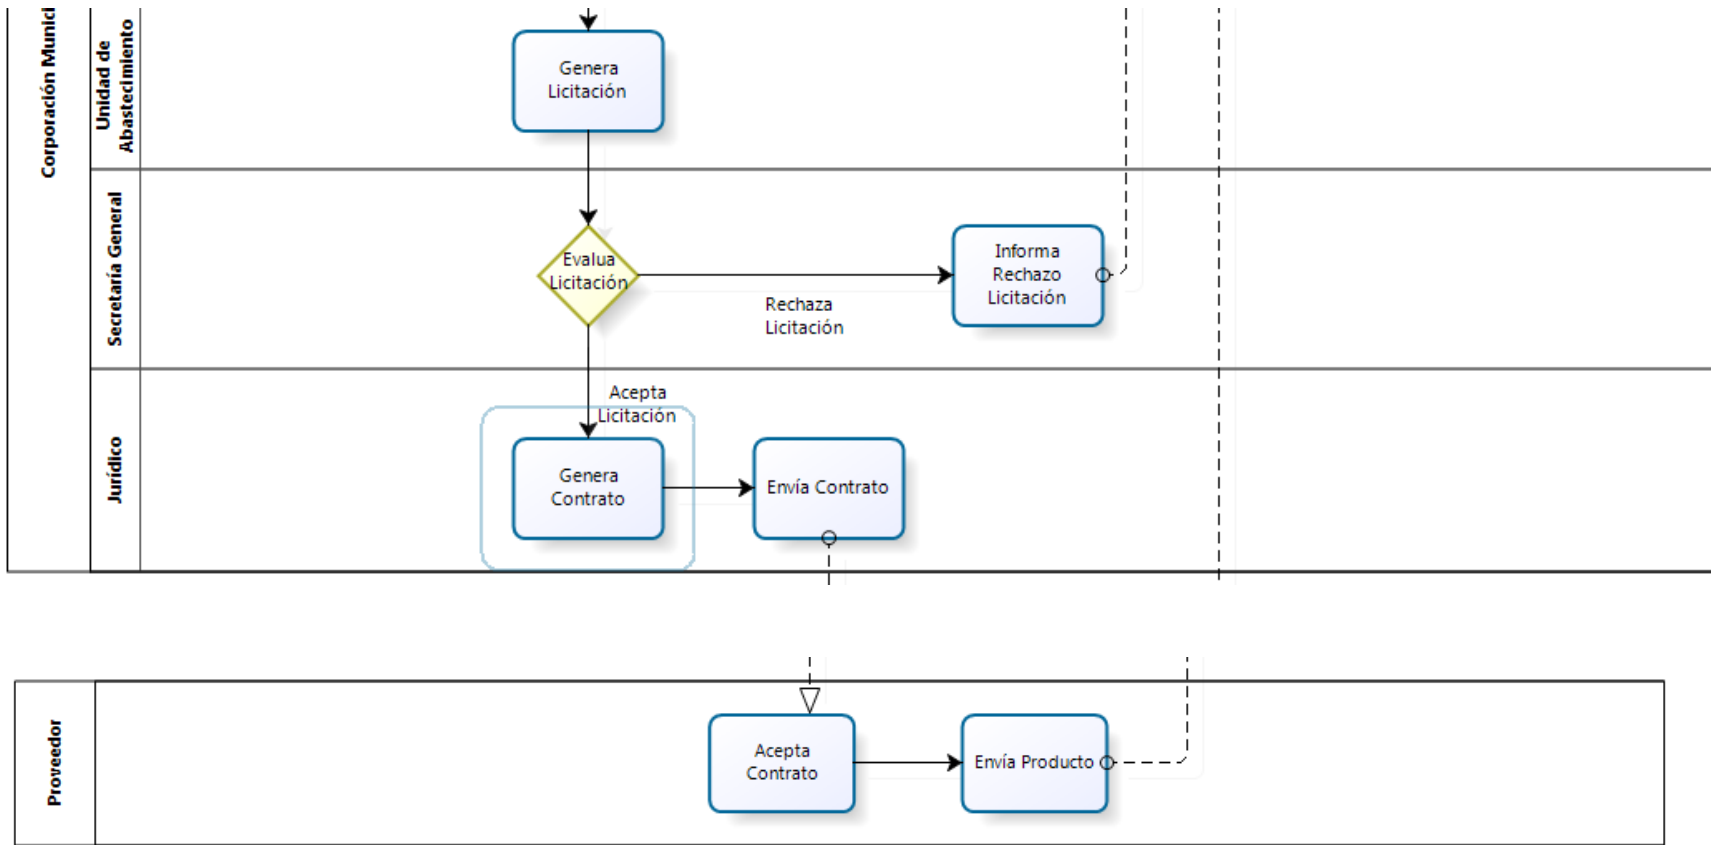 Corporación Munici
Unidad de
Abastecimiento
Genera
Licitación
Secretaría General
Evalua
Licitación
Rechaza
Licitación
Informa
Rechazo
Licitación
Jurídico
Acepta
Licitación
Genera
Contrato
Envía Contrato
Proveedor
Acepta
Contrato
Envía Producto